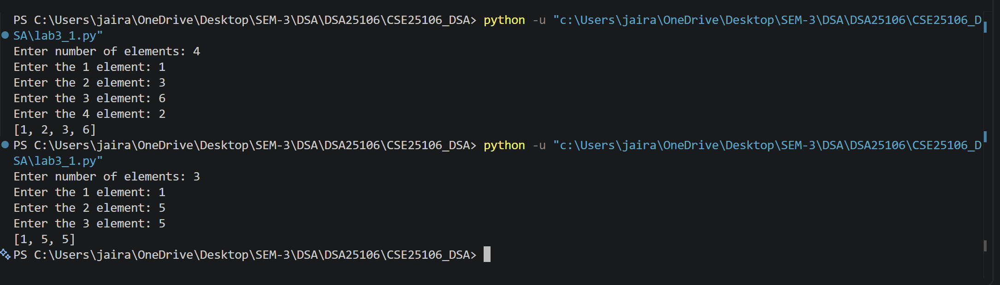 PS C:\Users\jaira\OneDrive\Desktop\SEM-3\DSA\DSA25106\CSE25106_DSA> python -u "c:\Users\jaira\OneDrive\Desktop\SEM-3\DSA\DSA25106\CSE25106_D
SA\lab3_1.py"
Enter number of elements: 4
Enter the 1 element: 1
Enter the 2 element: 3
Enter the 3 element: 6
Enter the 4 element: 2
[1, 2, 3, 6]
PS C:\Users\jaira\OneDrive\Desktop\SEM-3\DSA\DSA25106\CSE25106_DSA> python -u "c:\Users\jaira\OneDrive\Desktop\SEM-3\DSA\DSA25106\CSE25106_D
SA\lab3_1.py"
Enter number of elements: 3
Enter the 1 element: 1
Enter the 2 element: 5
Enter the 3 element: 5
[1, 5, 5]
PS C:\Users\jaira\OneDrive\Desktop\SEM-3\DSA\DSA25106\CSE25106_DSA>